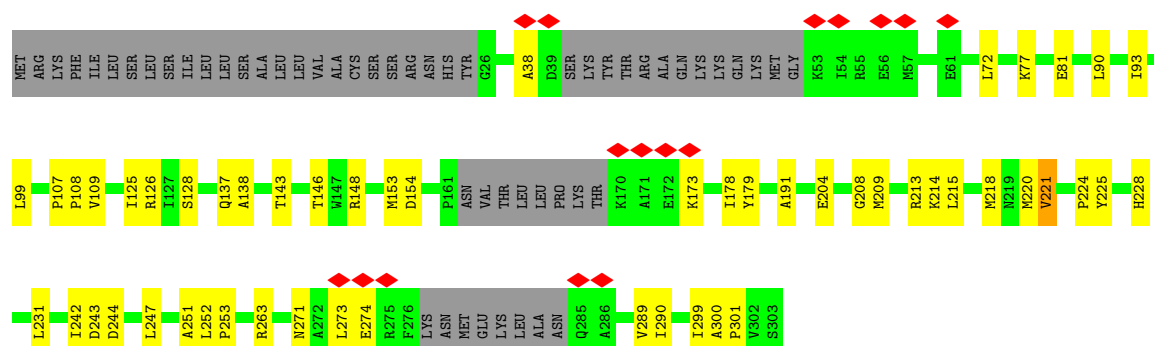 MET ARG LYS PHE ILE LEU SER LEU SER ILE LEU LEU SER ALA LEU LEU VAL ALA CYS SER SER ARG ASN HIS TYR G26 A38 D39 SER LYS TYR THR ARG ALA GLN LYS LYS GLN LYS MET GLY K53 I54 R55 E56 M57 E61 L72 K77 E81 L90 I93
L99 P107 P108 V109 I125 R126 I127 S128 Q137 A138 T143 T146 W147 R148 M153 D154 P161 ASN VAL THR LEU LEU PRO LYS THR K170 A171 E172 K173 I178 Y179 A191 E204 G208 M209 R213 K214 L215 M218 N219 M220 V221 P224 Y225 H228
L231 I242 D243 D244 L247 A251 L252 P253 R263 N271 A272 L273 E274 R275 F276 LYS ASN MET GLU LYS LEU ALA ASN Q285 A286 V289 I290 I299 A300 P301 V302 S303